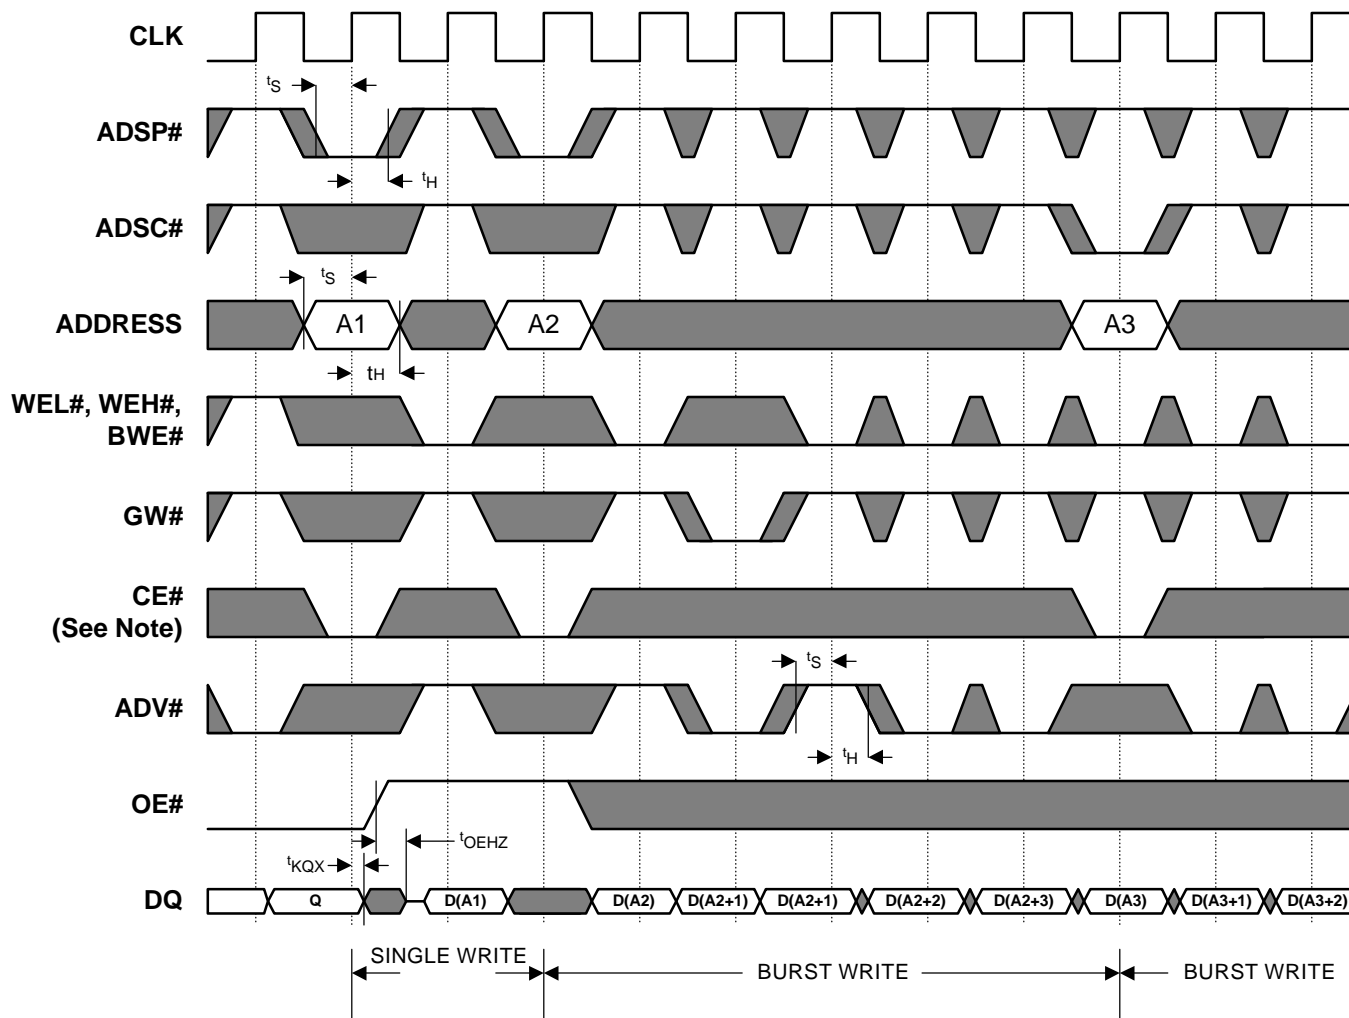 CLK
tS
ADSP#
tH
ADSC#
tS
ADDRESS A1 A2 A3
tH
WEL#, WEH#,
BWE#
GW#
CE#
(See Note)
tS
ADV#
tH
OE#
tOEHZ
tKQX
DQ Q D(A1) D(A2) D(A2+1) D(A2+1) D(A2+2) D(A2+3) D(A3) D(A3+1) D(A3+2)
SINGLE WRITE BURST WRITE BURST WRITE